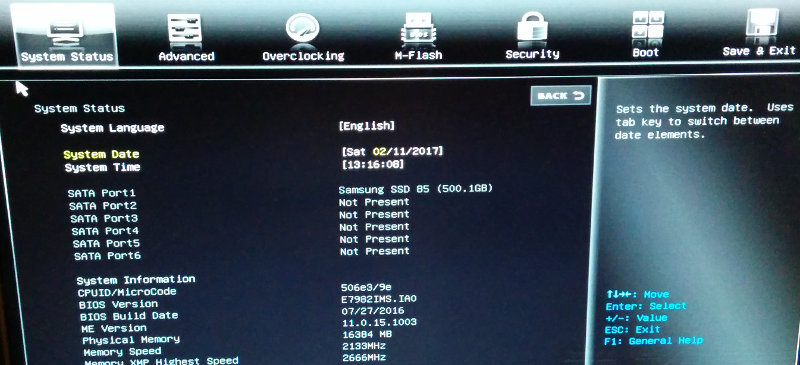 System Status Advanced Overclocking M-Flash Security Boot Save & Exit
BACK
System Status
System Language [English]
System Date [Sat 02/11/2017]
System Time [13:16:08]
SATA Port1 Samsung SSD 85 (500.1GB)
SATA Port2 Not Present
SATA Port3 Not Present
SATA Port4 Not Present
SATA Port5 Not Present
SATA Port6 Not Present
System Information
CPUID/MicroCode 506e3/9e
BIOS Version E7982IMS.IA0
BIOS Build Date 07/27/2016
ME Version 11.0.15.1003
Physical Memory 16384 MB
Memory Speed 2133MHz
Memory XMP Highest Speed 2666MHz
Sets the system date. Uses
tab key to switch between
date elements.
↑↓→←: Move
Enter: Select
+/-: Value
ESC: Exit
F1: General Help